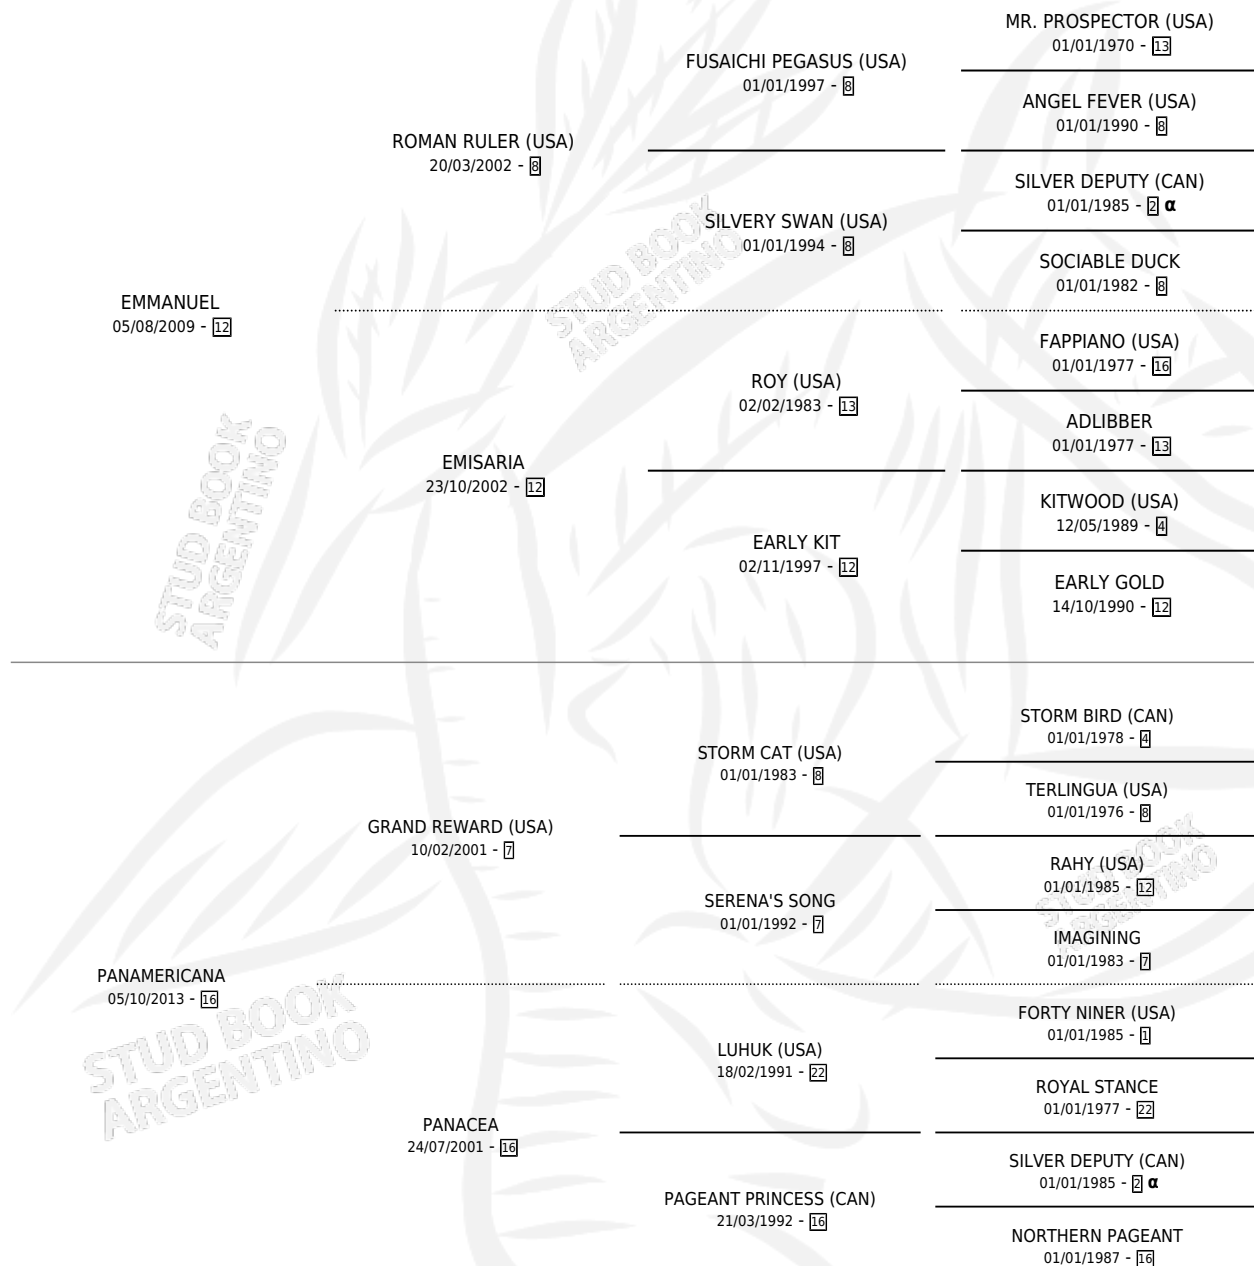 MR. PROSPECTOR (USA)
01/01/1970 - 13
FUSAICHI PEGASUS (USA)
01/01/1997 - 8
ANGEL FEVER (USA)
01/01/1990 - 8
ROMAN RULER (USA)
20/03/2002 - 8
SILVER DEPUTY (CAN)
01/01/1985 - 2 α
SILVERY SWAN (USA)
01/01/1994 - 8
SOCIABLE DUCK
01/01/1982 - 8
EMMANUEL
05/08/2009 - 12
FAPPIANO (USA)
01/01/1977 - 16
ROY (USA)
02/02/1983 - 13
ADLIBBER
01/01/1977 - 13
EMISARIA
23/10/2002 - 12
KITWOOD (USA)
12/05/1989 - 4
EARLY KIT
02/11/1997 - 12
EARLY GOLD
14/10/1990 - 12
STORM BIRD (CAN)
01/01/1978 - 4
STORM CAT (USA)
01/01/1983 - 8
TERLINGUA (USA)
01/01/1976 - 8
GRAND REWARD (USA)
10/02/2001 - 7
RAHY (USA)
01/01/1985 - 12
SERENA'S SONG
01/01/1992 - 7
IMAGINING
01/01/1983 - 7
PANAMERICANA
05/10/2013 - 16
FORTY NINER (USA)
01/01/1985 - 1
LUHUK (USA)
18/02/1991 - 22
ROYAL STANCE
01/01/1977 - 22
PANACEA
24/07/2001 - 16
SILVER DEPUTY (CAN)
01/01/1985 - 2 α
PAGEANT PRINCESS (CAN)
21/03/1992 - 16
NORTHERN PAGEANT
01/01/1987 - 16
STUD BOOK
ARGENTINO
STUD BOOK
ARGENTINO
STUD BOOK
ARGENTINO
STUD BOOK
ARGENTINO